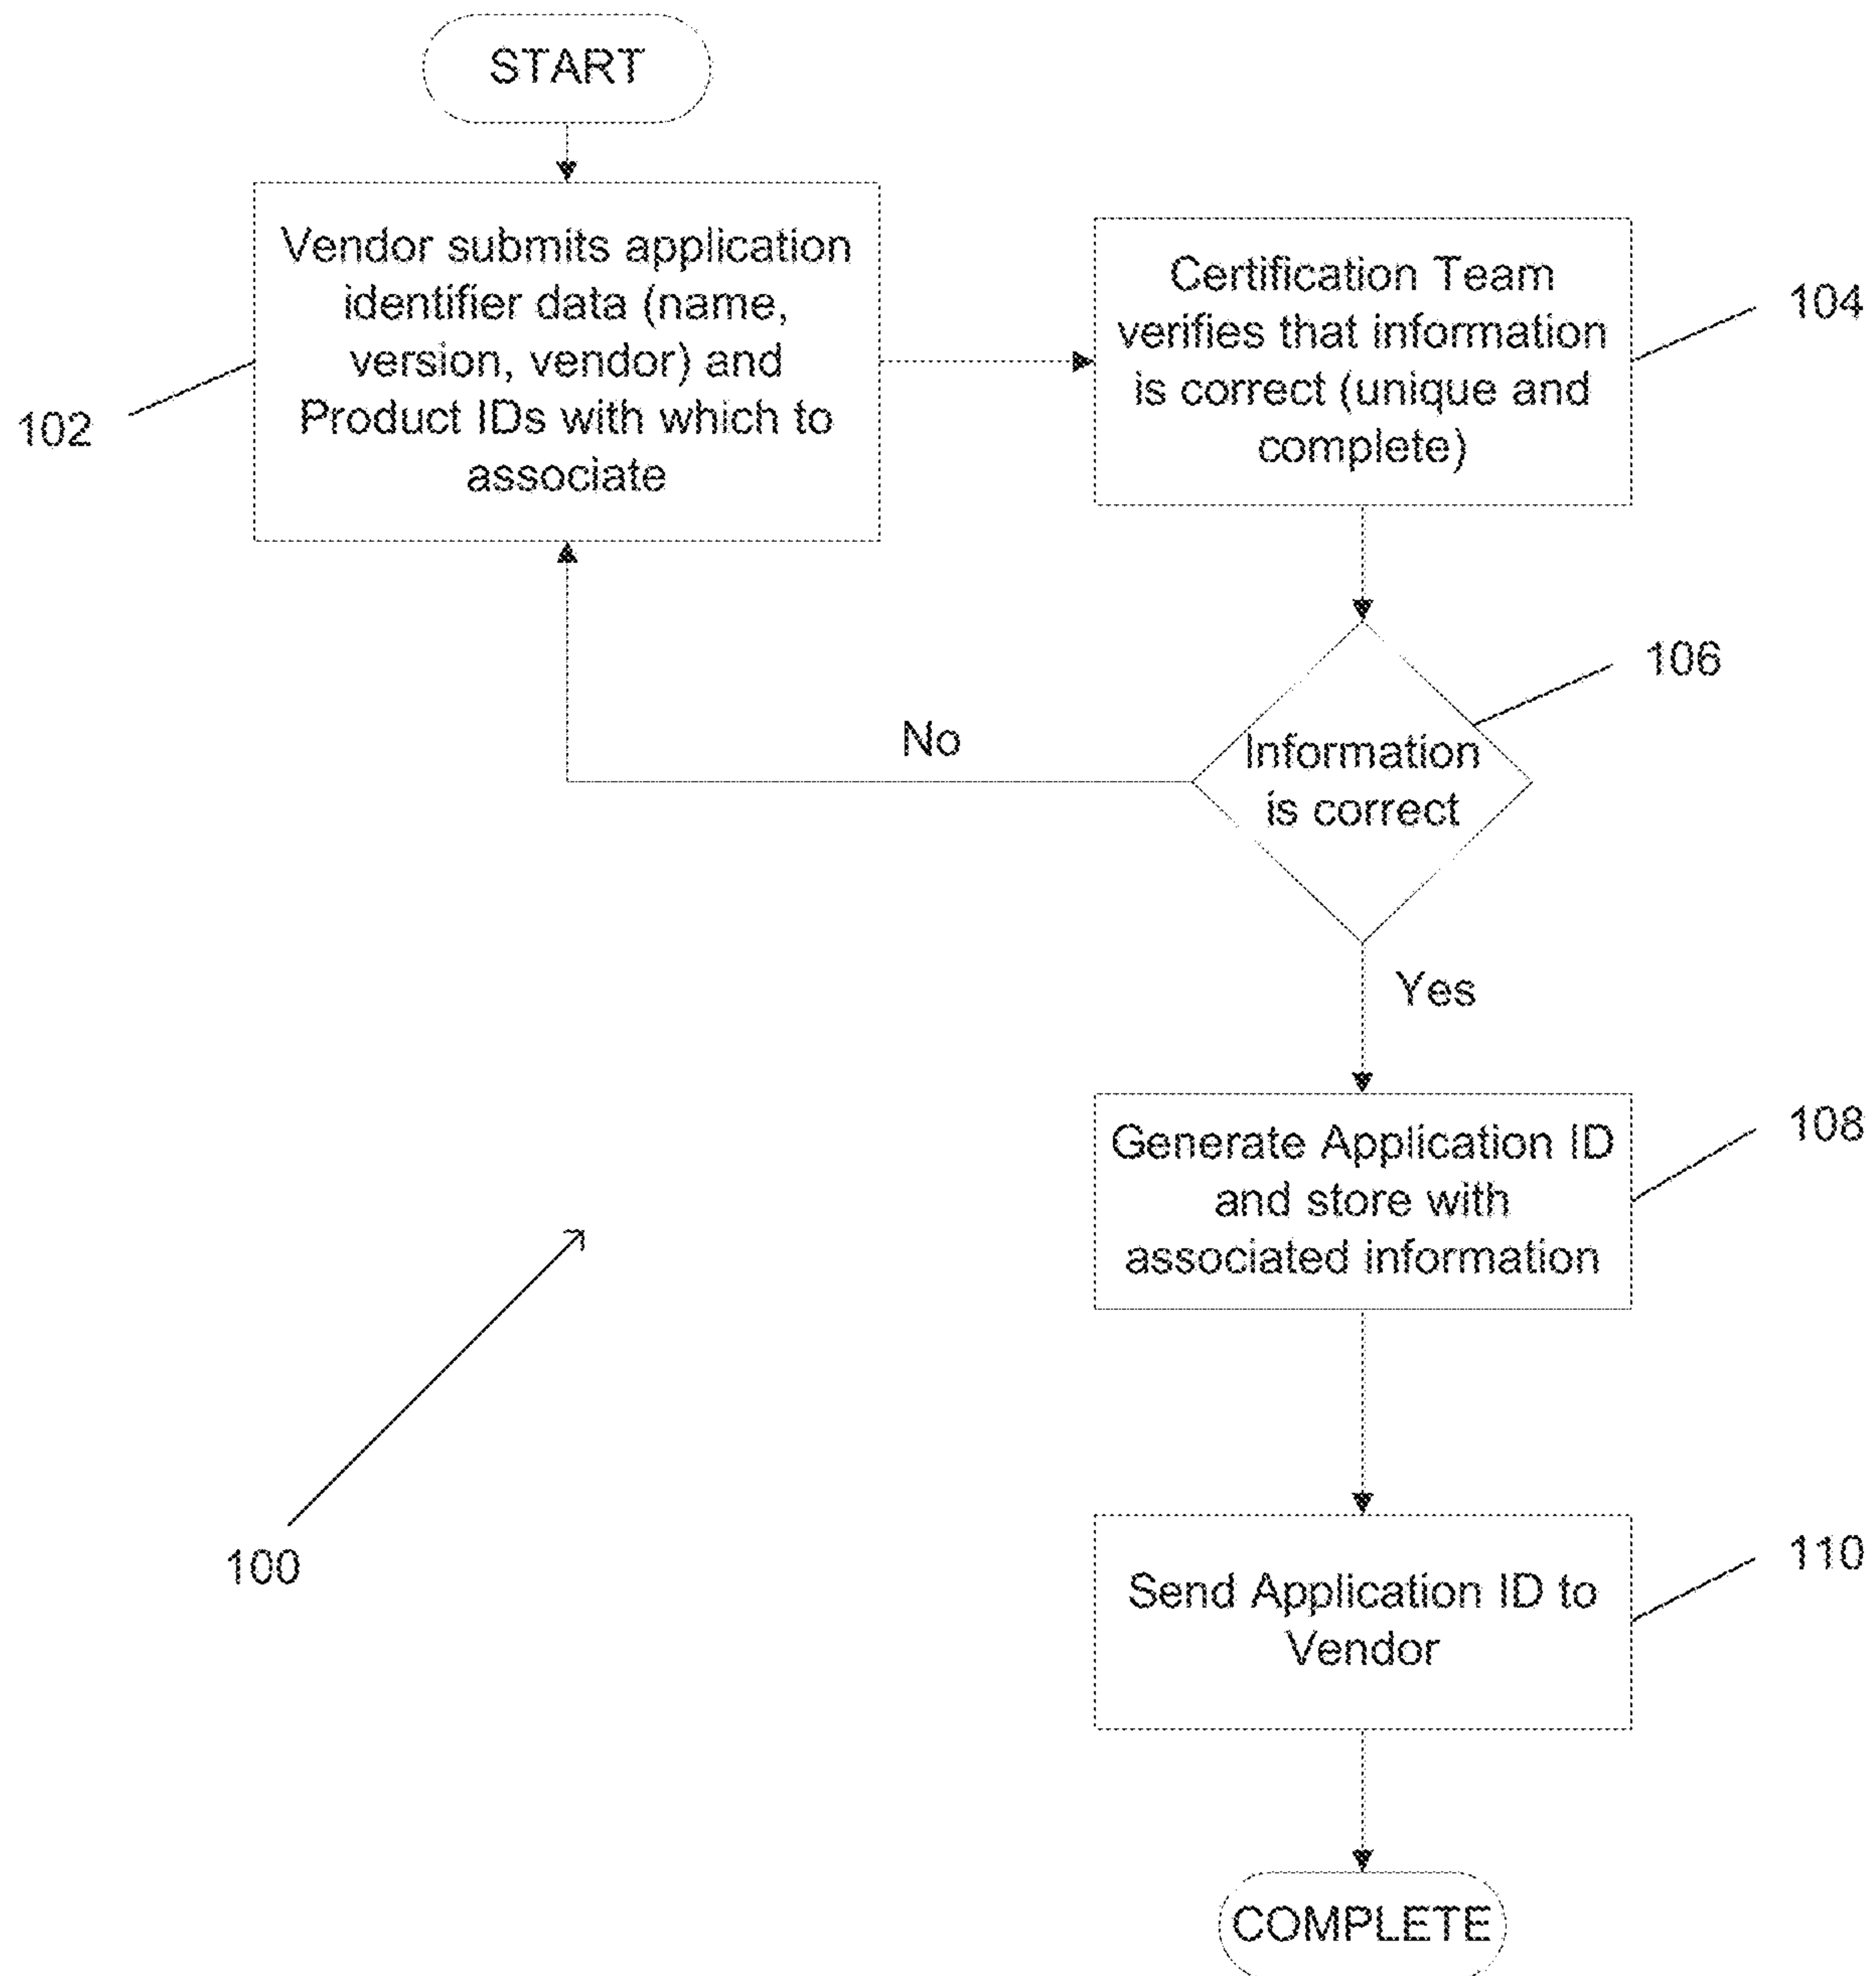 START
Vendor submits application
identifier data (name,
version, vendor) and
Product IDs with which to
associate
102
Certification Team
verifies that information
is correct (unique and
complete)
104
106
Information
is correct
No
Yes
Generate Application ID
and store with
associated information
108
100
Send Application ID to
Vendor
110
COMPLETE